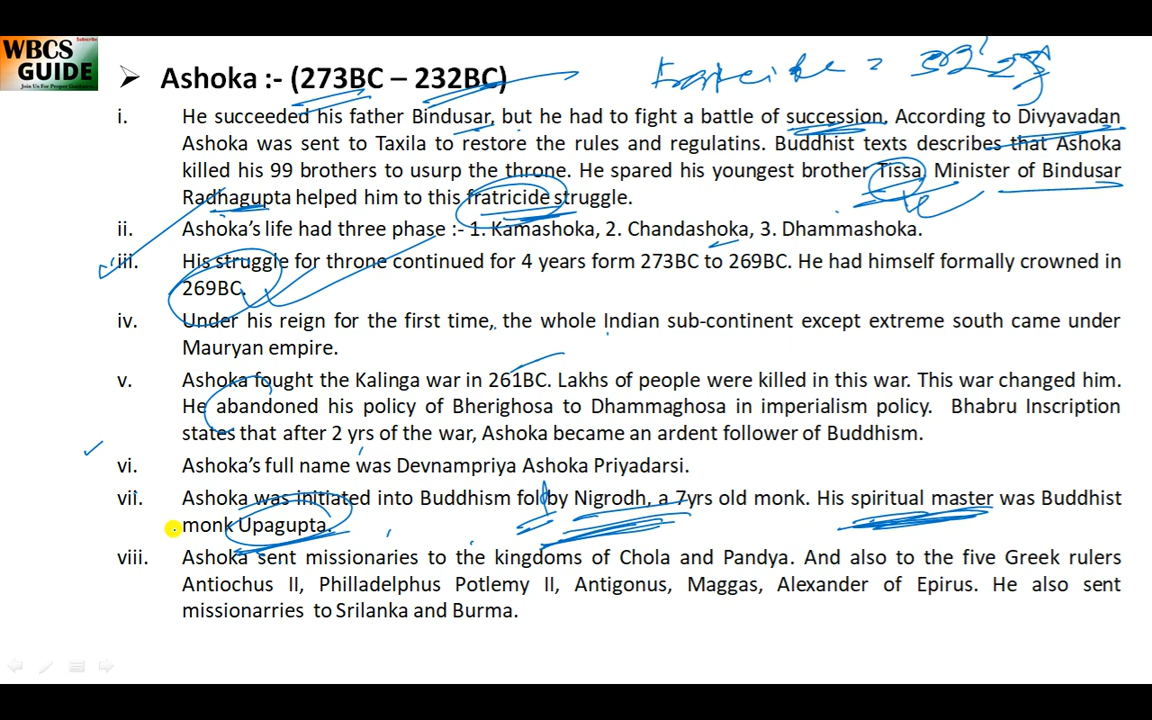 Subscribe
WBCS
GUIDE
Join Us For Proper Guidance
➢ Ashoka :- (273BC – 232BC)
i. He succeeded his father Bindusar, but he had to fight a battle of succession. According to Divyavadan
Ashoka was sent to Taxila to restore the rules and regulatins. Buddhist texts describes that Ashoka
killed his 99 brothers to usurp the throne. He spared his youngest brother Tissa) Minister of Bindusar
Radhagupta helped him to this fratricide struggle.
ii. Ashoka's life had three phase :- 1. Kamashoka, 2. Chandashoka, 3. Dhammashoka.
iii. His struggle for throne continued for 4 years form 273BC to 269BC. He had himself formally crowned in
269BC.
iv. Under his reign for the first time, the whole Indian sub-continent except extreme south came under
Mauryan empire.
v. Ashoka fought the Kalinga war in 261BC. Lakhs of people were killed in this war. This war changed him.
He abandoned his policy of Bherighosa to Dhammaghosa in imperialism policy. Bhabru Inscription
states that after 2 yrs of the war, Ashoka became an ardent follower of Buddhism.
vi. Ashoka's full name was Devnampriya Ashoka Priyadarsi.
vii. Ashoka was initiated into Buddhism fold by Nigrodh, a 7yrs old monk. His spiritual master was Buddhist
monk Upagupta.
viii. Ashoka sent missionaries to the kingdoms of Chola and Pandya. And also to the five Greek rulers
Antiochus II, Philladelphus Potlemy II, Antigonus, Maggas, Alexander of Epirus. He also sent
missionarries to Srilanka and Burma.